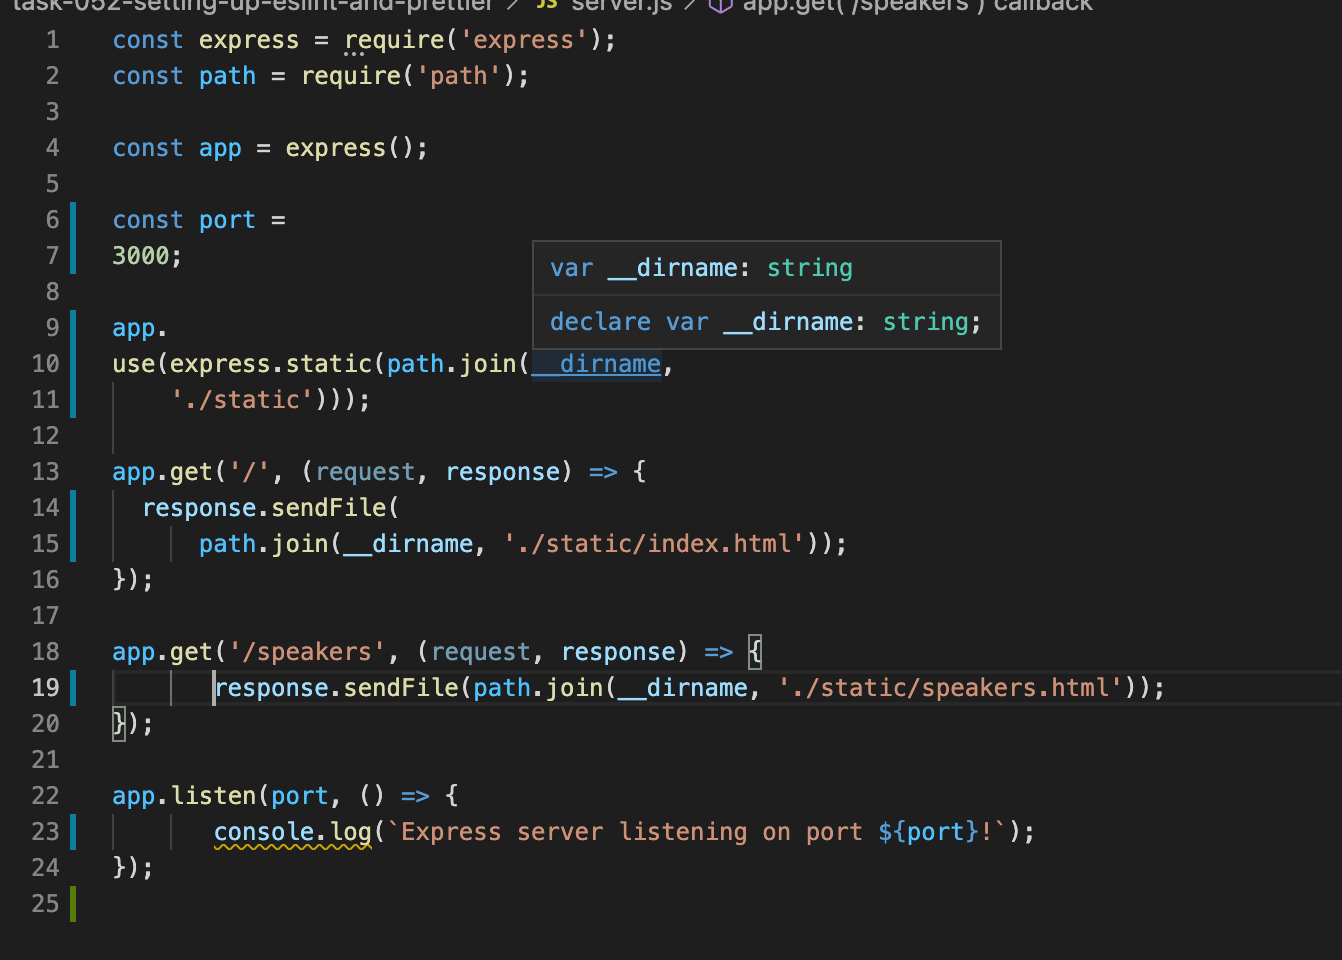 task-052-setting-up-eslint-and-prettier > JS server.js > app.get('/speakers') callback
1 const express = require('express');
2 const path = require('path');
3
4 const app = express();
5
6 const port =
7 3000;
8
var __dirname: string
9 app.
declare var __dirname: string;
10 use(express.static(path.join(__dirname,
11 './static')));
12
13 app.get('/', (request, response) => {
14 response.sendFile(
15 path.join(__dirname, './static/index.html'));
16 });
17
18 app.get('/speakers', (request, response) => {
19 response.sendFile(path.join(__dirname, './static/speakers.html'));
20 });
21
22 app.listen(port, () => {
23 console.log(`Express server listening on port ${port}!`);
24 });
25